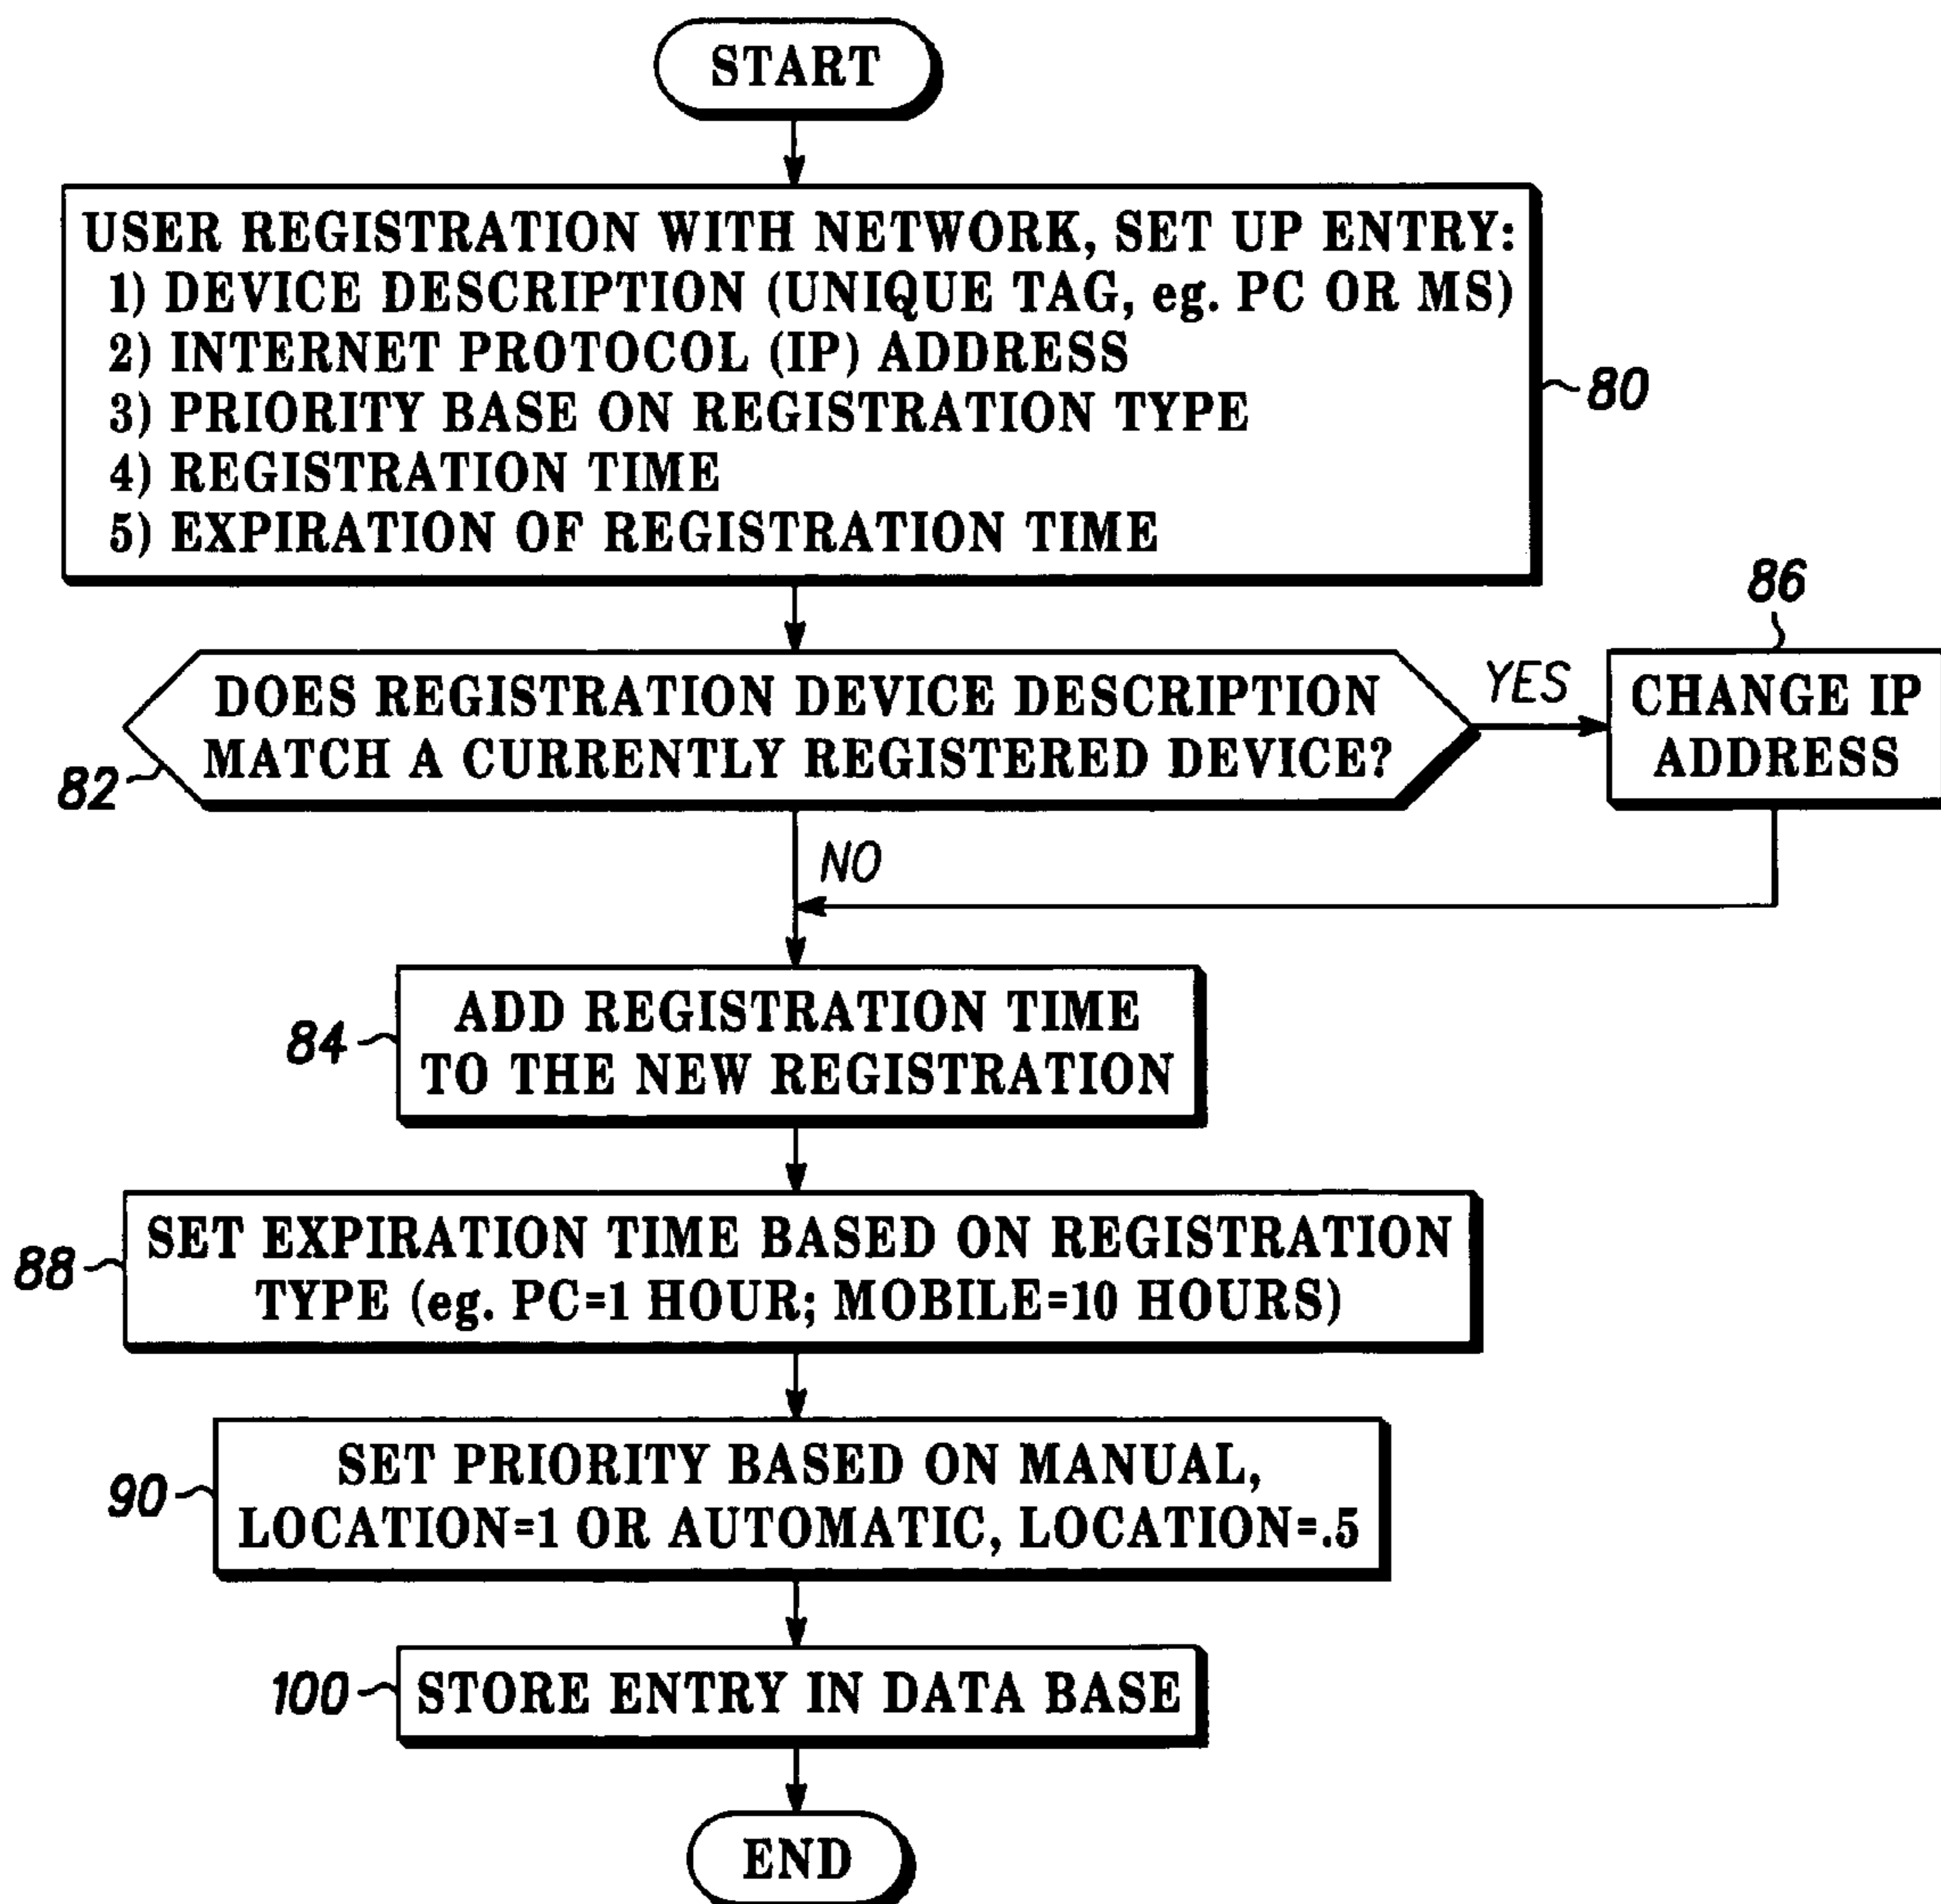 START
USER REGISTRATION WITH NETWORK, SET UP ENTRY:
1) DEVICE DESCRIPTION (UNIQUE TAG, eg. PC OR MS)
2) INTERNET PROTOCOL (IP) ADDRESS
3) PRIORITY BASE ON REGISTRATION TYPE
4) REGISTRATION TIME
5) EXPIRATION OF REGISTRATION TIME
80
DOES REGISTRATION DEVICE DESCRIPTION
MATCH A CURRENTLY REGISTERED DEVICE?
82
YES
86
CHANGE IP
ADDRESS
NO
84
ADD REGISTRATION TIME
TO THE NEW REGISTRATION
88
SET EXPIRATION TIME BASED ON REGISTRATION
TYPE (eg. PC=1 HOUR; MOBILE=10 HOURS)
90
SET PRIORITY BASED ON MANUAL,
LOCATION=1 OR AUTOMATIC, LOCATION=.5
100
STORE ENTRY IN DATA BASE
END